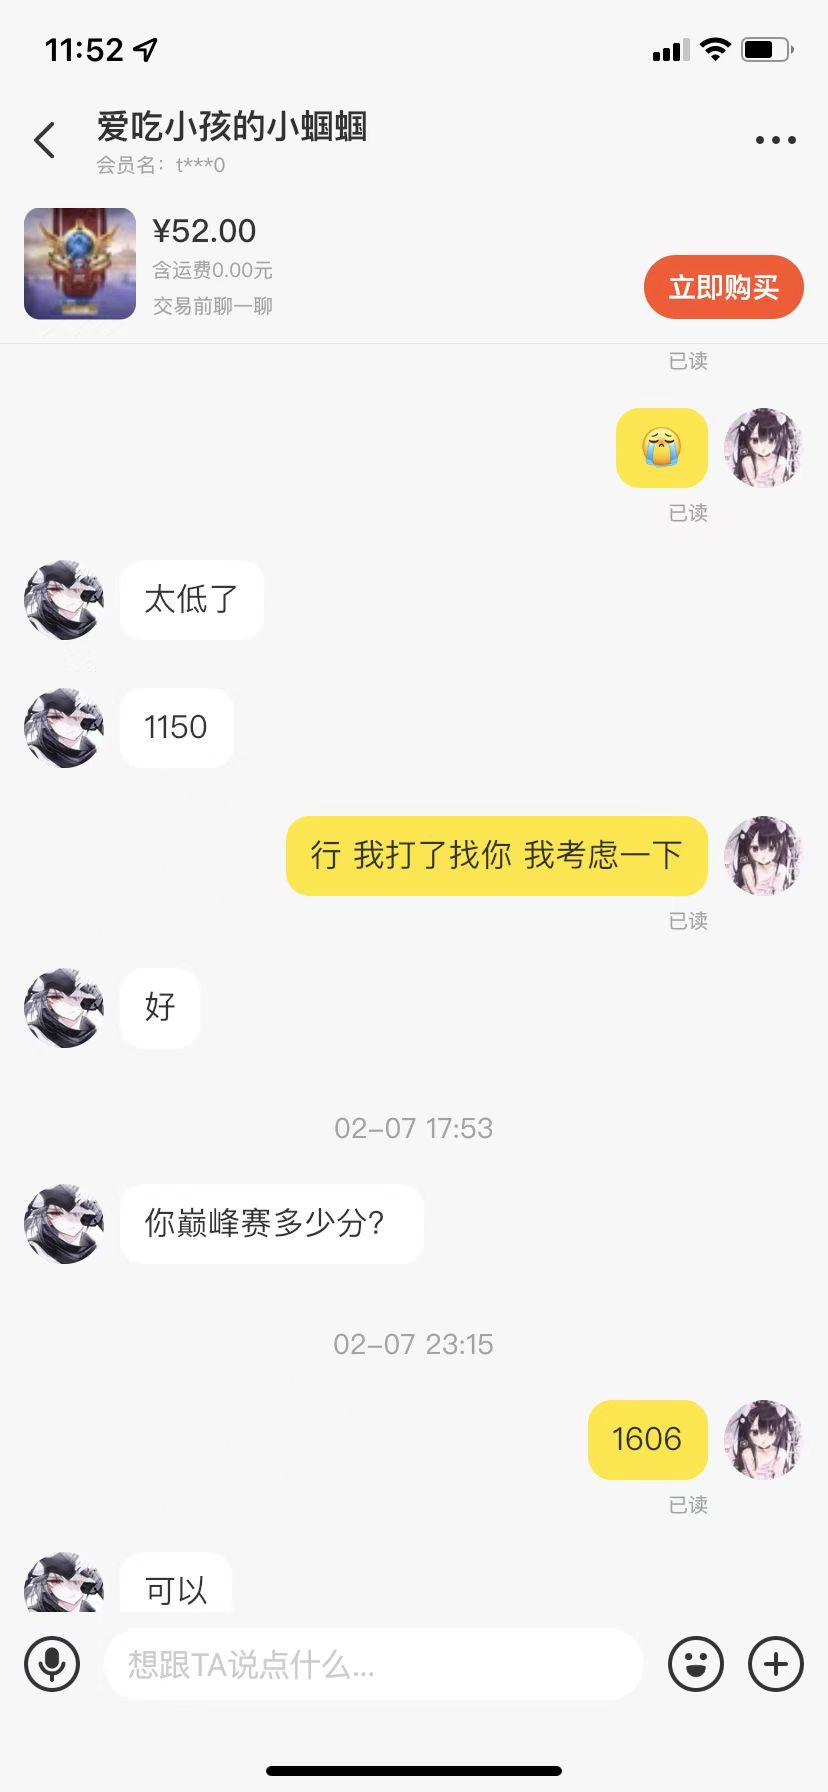 11:52
爱吃小孩的小蝈蝈
会员名：t***0
¥52.00
含运费0.00元
交易前聊一聊
立即购买
已读
已读
太低了
1150
行 我打了找你 我考虑一下
已读
好
02-07 17:53
你巅峰赛多少分?
02-07 23:15
1606
已读
可以
想跟TA说点什么...